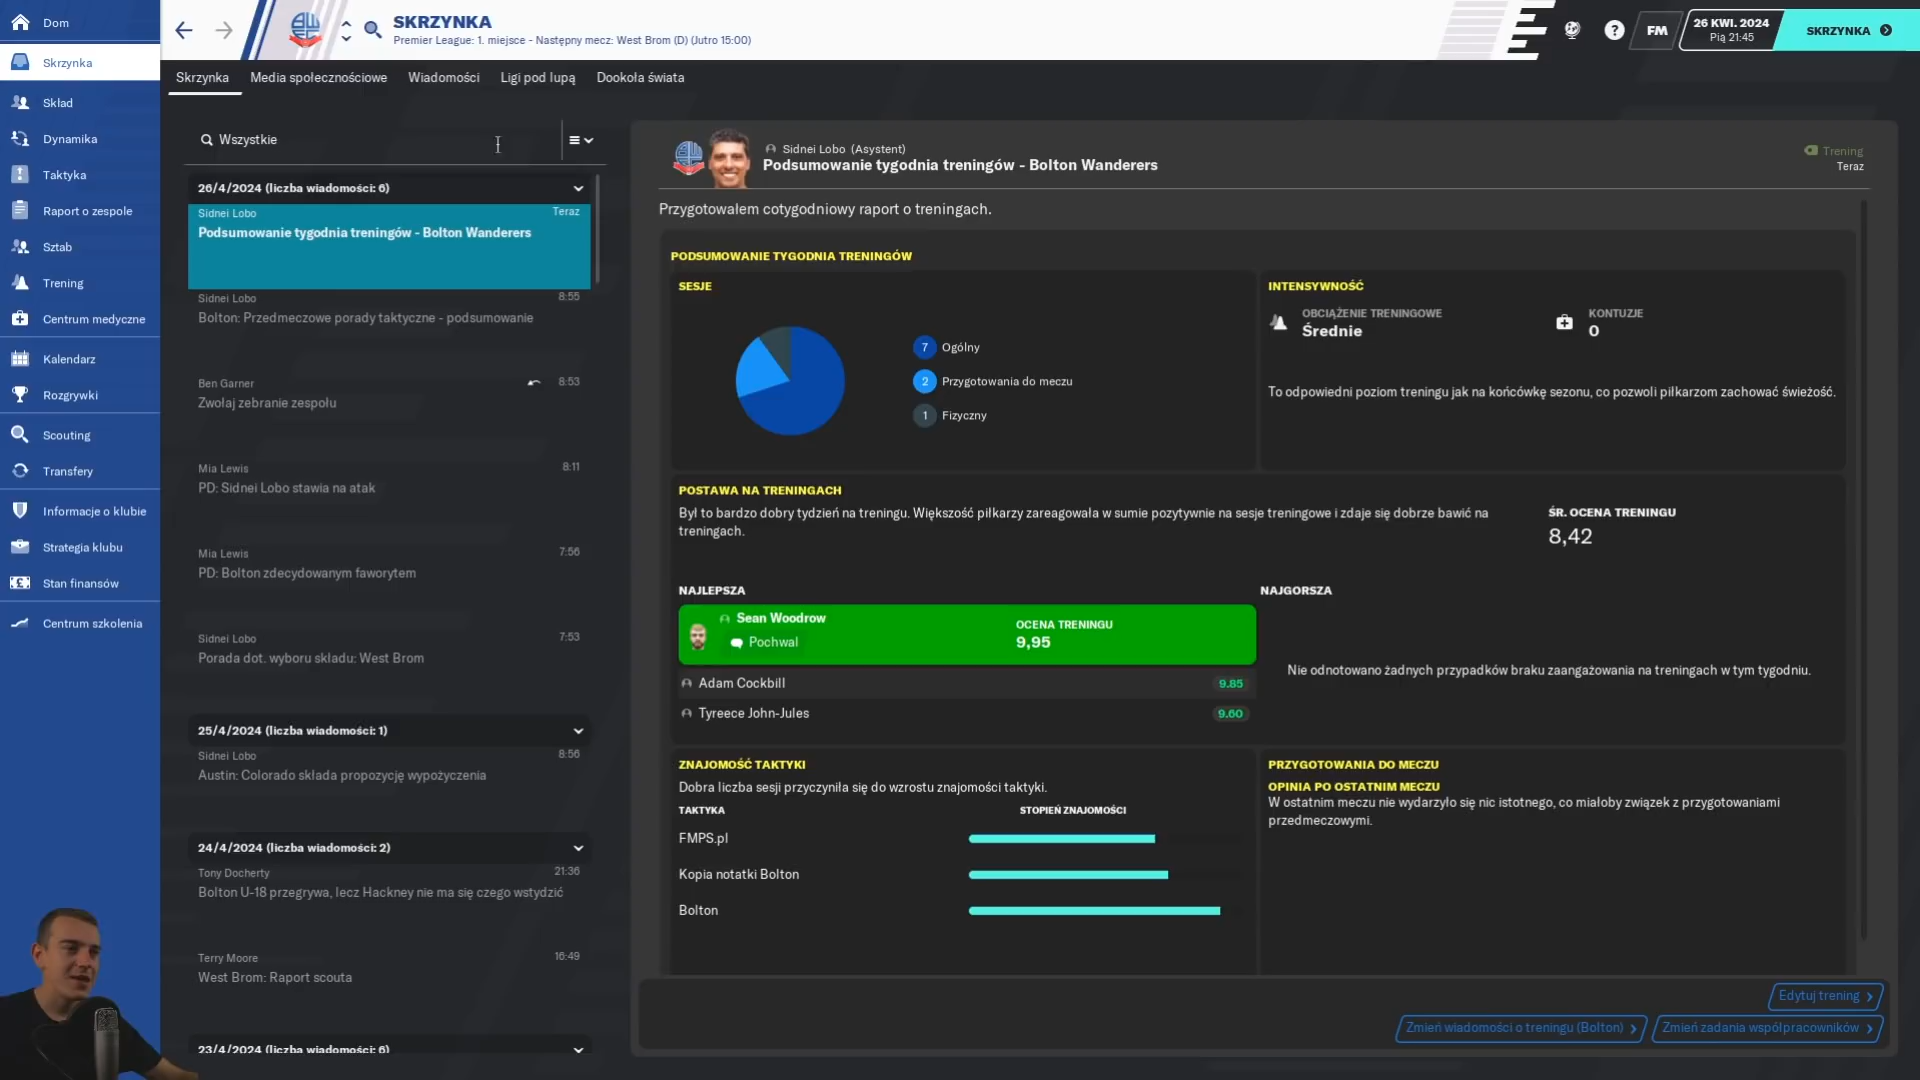 Dom
Skrzynka
Skład
Dynamika
Taktyka
Raport o zespole
Sztab
Trening
Centrum medyczne
Kalendarz
Rozgrywki
Scouting
Transfery
Informacje o klubie
Strategia klubu
Stan finansów
Centrum szkolenia
SKRZYNKA
Premier League: 1. miejsce - Następny mecz: West Brom (D) (Jutro 15:00)
?
FM
26 KWI. 2024
Pią 21:45
SKRZYNKA
Skrzynka
Media społecznościowe
Wiadomości
Ligi pod lupą
Dookoła świata
Wszystkie
26/4/2024 (liczba wiadomości: 6)
Sidnei Lobo
Teraz
Podsumowanie tygodnia treningów - Bolton Wanderers
Sidnei Lobo
8:55
Bolton: Przedmeczowe porady taktyczne - podsumowanie
Ben Garner
8:53
Zwołaj zebranie zespołu
Mia Lewis
8:11
PD: Sidnei Lobo stawia na atak
Mia Lewis
7:56
PD: Bolton zdecydowanym faworytem
Sidnei Lobo
7:53
Porada dot. wyboru składu: West Brom
25/4/2024 (liczba wiadomości: 1)
Sidnei Lobo
8:56
Austin: Colorado składa propozycję wypożyczenia
24/4/2024 (liczba wiadomości: 2)
Tony Docherty
21:36
Bolton U-18 przegrywa, lecz Hackney nie ma się czego wstydzić
Terry Moore
16:49
West Brom: Raport scouta
23/4/2024 (liczba wiadomości: 6)
Sidnei Lobo (Asystent)
Podsumowanie tygodnia treningów - Bolton Wanderers
Trening
Teraz
Przygotowałem cotygodniowy raport o treningach.
PODSUMOWANIE TYGODNIA TRENINGÓW
SESJE
7 Ogólny
2 Przygotowania do meczu
1 Fizyczny
INTENSYWNOŚĆ
OBCIĄŻENIE TRENINGOWE
Średnie
KONTUZJE
0
To odpowiedni poziom treningu jak na końcówkę sezonu, co pozwoli piłkarzom zachować świeżość.
POSTAWA NA TRENINGACH
Był to bardzo dobry tydzień na treningu. Większość piłkarzy zareagowała w sumie pozytywnie na sesje treningowe i zdaje się dobrze bawić na
treningach.
ŚR. OCENA TRENINGU
8,42
NAJLEPSZA
Sean Woodrow
Pochwal
OCENA TRENINGU
9,95
Adam Cockbill
9.85
Tyreece John-Jules
9.60
NAJGORSZA
Nie odnotowano żadnych przypadków braku zaangażowania na treningach w tym tygodniu.
ZNAJOMOŚĆ TAKTYKI
Dobra liczba sesji przyczyniła się do wzrostu znajomości taktyki.
TAKTYKA
STOPIEŃ ZNAJOMOŚCI
FMPS.pl
Kopia notatki Bolton
Bolton
PRZYGOTOWANIA DO MECZU
OPINIA PO OSTATNIM MECZU
W ostatnim meczu nie wydarzyło się nic istotnego, co miałoby związek z przygotowaniami
przedmeczowymi.
Edytuj trening
Zmień wiadomości o treningu (Bolton)
Zmień zadania współpracowników